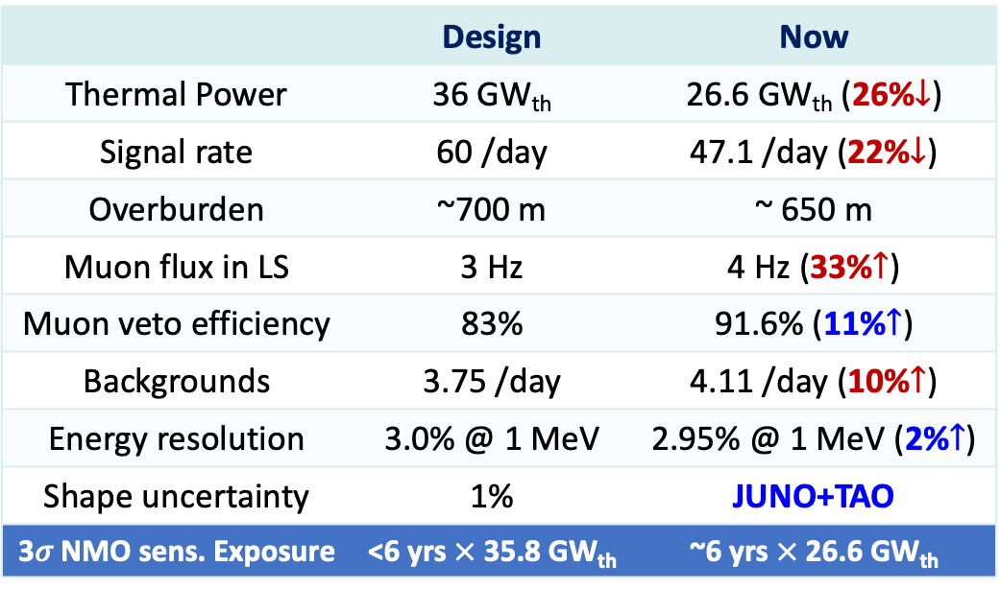 Design Now
Thermal Power 36 GWth 26.6 GWth (26%↓)
Signal rate 60 /day 47.1 /day (22%↓)
Overburden ~700 m ~ 650 m
Muon flux in LS 3 Hz 4 Hz (33%↑)
Muon veto efficiency 83% 91.6% (11%↑)
Backgrounds 3.75 /day 4.11 /day (10%↑)
Energy resolution 3.0% @ 1 MeV 2.95% @ 1 MeV (2%↑)
Shape uncertainty 1% JUNO+TAO
3σ NMO sens. Exposure <6 yrs × 35.8 GWth ~6 yrs × 26.6 GWth